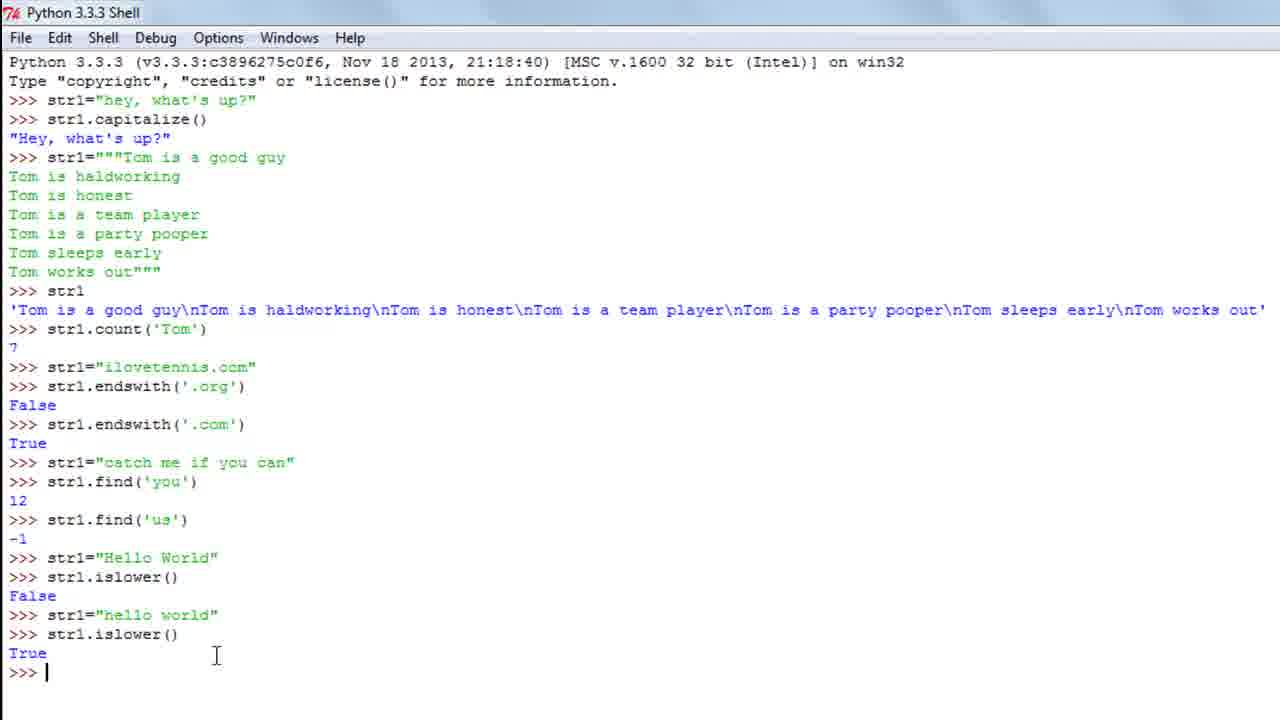 Python 3.3.3 Shell
File Edit Shell Debug Options Windows Help
Python 3.3.3 (v3.3.3:c3896275c0f6, Nov 18 2013, 21:18:40) [MSC v.1600 32 bit (Intel)] on win32
Type "copyright", "credits" or "license()" for more information.
>>> str1="hey, what's up?"
>>> str1.capitalize()
"Hey, what's up?"
>>> str1="""Tom is a good guy
Tom is haldworking
Tom is honest
Tom is a team player
Tom is a party pooper
Tom sleeps early
Tom works out"""
>>> str1
'Tom is a good guy\nTom is haldworking\nTom is honest\nTom is a team player\nTom is a party pooper\nTom sleeps early\nTom works out'
>>> str1.count('Tom')
7
>>> str1="ilovetennis.com"
>>> str1.endswith('.org')
False
>>> str1.endswith('.com')
True
>>> str1="catch me if you can"
>>> str1.find('you')
12
>>> str1.find('us')
-1
>>> str1="Hello World"
>>> str1.islower()
False
>>> str1="hello world"
>>> str1.islower()
True
>>>